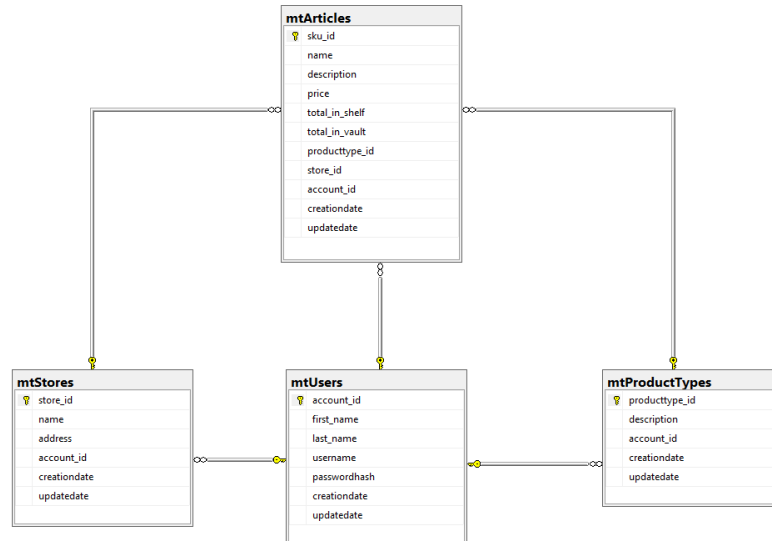 mtArticles
sku_id
name
description
price
total_in_shelf
total_in_vault
producttype_id
store_id
account_id
creationdate
updatedate
mtStores
store_id
name
address
account_id
creationdate
updatedate
mtUsers
account_id
first_name
last_name
username
passwordhash
creationdate
updatedate
mtProductTypes
producttype_id
description
account_id
creationdate
updatedate